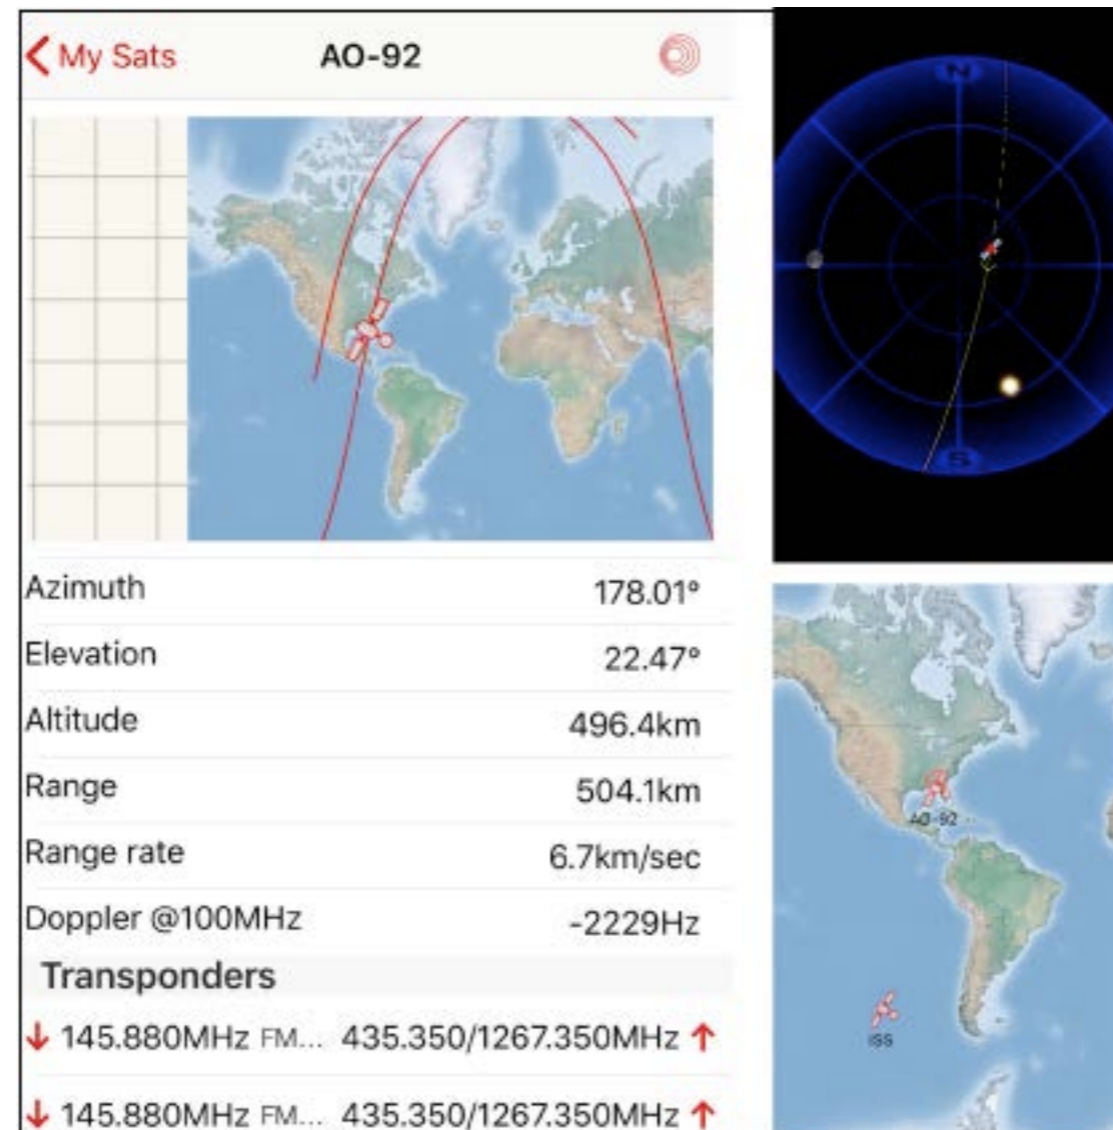 My Sats AO-92
Azimuth 178.01°
Elevation 22.47°
Altitude 496.4km
Range 504.1km
Range rate 6.7km/sec
Doppler @100MHz -2229Hz
Transponders
↓ 145.880MHz FM... 435.350/1267.350MHz ↑
↓ 145.880MHz FM... 435.350/1267.350MHz ↑
N
S
AO-92
ISS